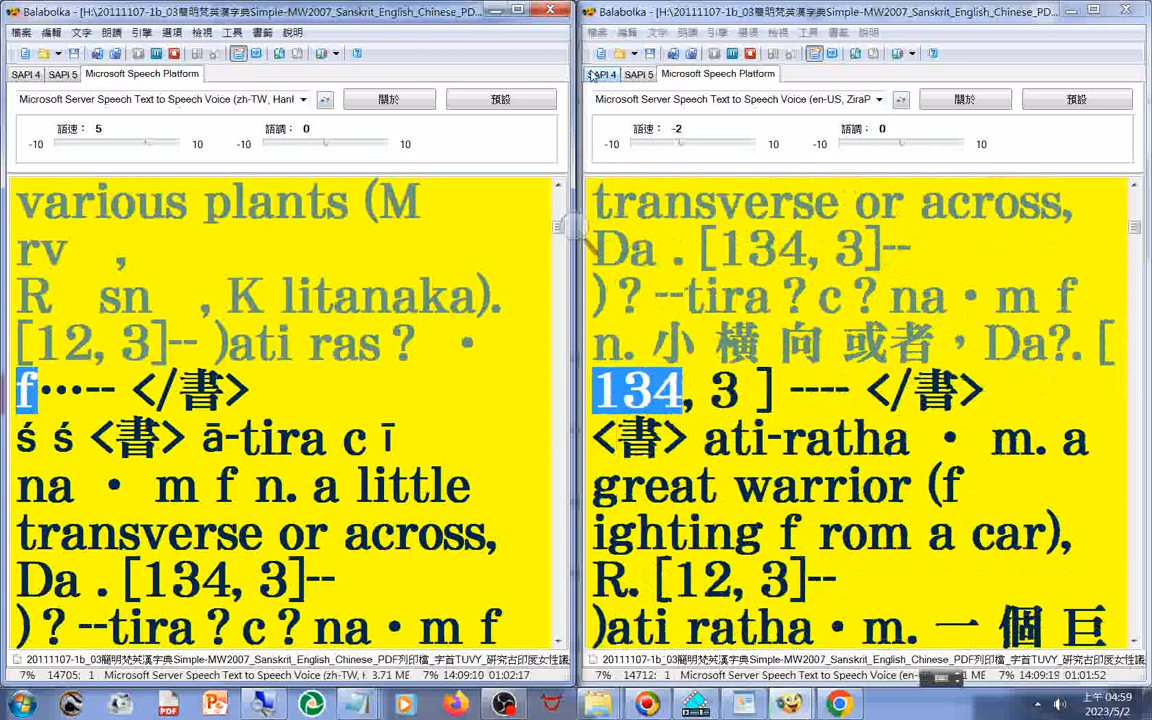 Balabolka - [H:\20111107-1b_03簡明梵英漢字典Simple-MW2007_Sanskrit_English_Chinese_PD...
檔案 編輯 文字 朗讀 引擎 選項 檢視 工具 書籤 說明
SAPI 4 SAPI 5 Microsoft Speech Platform
Microsoft Server Speech Text to Speech Voice (zh-TW, Hanl 關於 預設
語速： 5 語調： 0
-10 10 -10 10
various plants (M
rv ,
R sn , K litanaka).
[12, 3]-- )ati ras？ •
f…-- </書>
ś ś <書> ā-tira c ī
na • m f n. a little
transverse or across,
Da . [134, 3]--
)？--tira？c？na•m f
20111107-1b_03簡明梵英漢字典Simple-MW2007_Sanskrit_English_Chinese_PDF列印檔_字首TUVY_研究古印度女性議
7% 14705: 1 Microsoft Server Speech Text to Speech Voice (zh-TW, H 3.71 ME 7% 14:09:10 01:02:17
Balabolka - [H:\20111107-1b_03簡明梵英漢字典Simple-MW2007_Sanskrit_English_Chinese_PD...
檔案 編輯 文字 朗讀 引擎 選項 檢視 工具 書籤 說明
SAPI 4 SAPI 5 Microsoft Speech Platform
Microsoft Server Speech Text to Speech Voice (en-US, ZiraP 關於 預設
語速： -2 語調： 0
-10 10 -10 10
transverse or across,
Da . [134, 3]--
)？--tira？c？na•m f
n. 小 橫 向 或者，Da?. [
134, 3 ] ---- </書>
<書> ati-ratha • m. a
great warrior (f
ighting f rom a car),
R. [12, 3]--
)ati ratha•m. 一 個 巨
20111107-1b_03簡明梵英漢字典Simple-MW2007_Sanskrit_English_Chinese_PDF列印檔_字首TUVY_研究古印度女性議
7% 14712: 1 Microsoft Server Speech Text to Speech Voice ME 7% 14:09:19 01:01:52
上午 04:59
2023/5/2